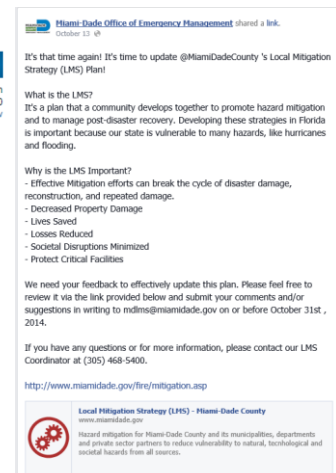 Miami-Dade Office of Emergency Management shared a link.
October 13
It's that time again! It's time to update @MiamiDadeCounty 's Local Mitigation
Strategy (LMS) Plan!
What is the LMS?
It's a plan that a community develops together to promote hazard mitigation
and to manage post-disaster recovery. Developing these strategies in Florida
is important because our state is vulnerable to many hazards, like hurricanes
and flooding.
Why is the LMS Important?
- Effective Mitigation efforts can break the cycle of disaster damage,
reconstruction, and repeated damage.
- Decreased Property Damage
- Lives Saved
- Losses Reduced
- Societal Disruptions Minimized
- Protect Critical Facilities
We need your feedback to effectively update this plan. Please feel free to
review it via the link provided below and submit your comments and/or
suggestions in writing to mdlms@miamidade.gov on or before October 31st ,
2014.
If you have any questions or for more information, please contact our LMS
Coordinator at (305) 468-5400.
http://www.miamidade.gov/fire/mitigation.asp
Local Mitigation Strategy (LMS) - Miami-Dade County
www.miamidade.gov
Hazard mitigation for Miami-Dade County and its municipalities, departments
and private sector partners to reduce vulnerability to natural, technological and
societal hazards from all sources.